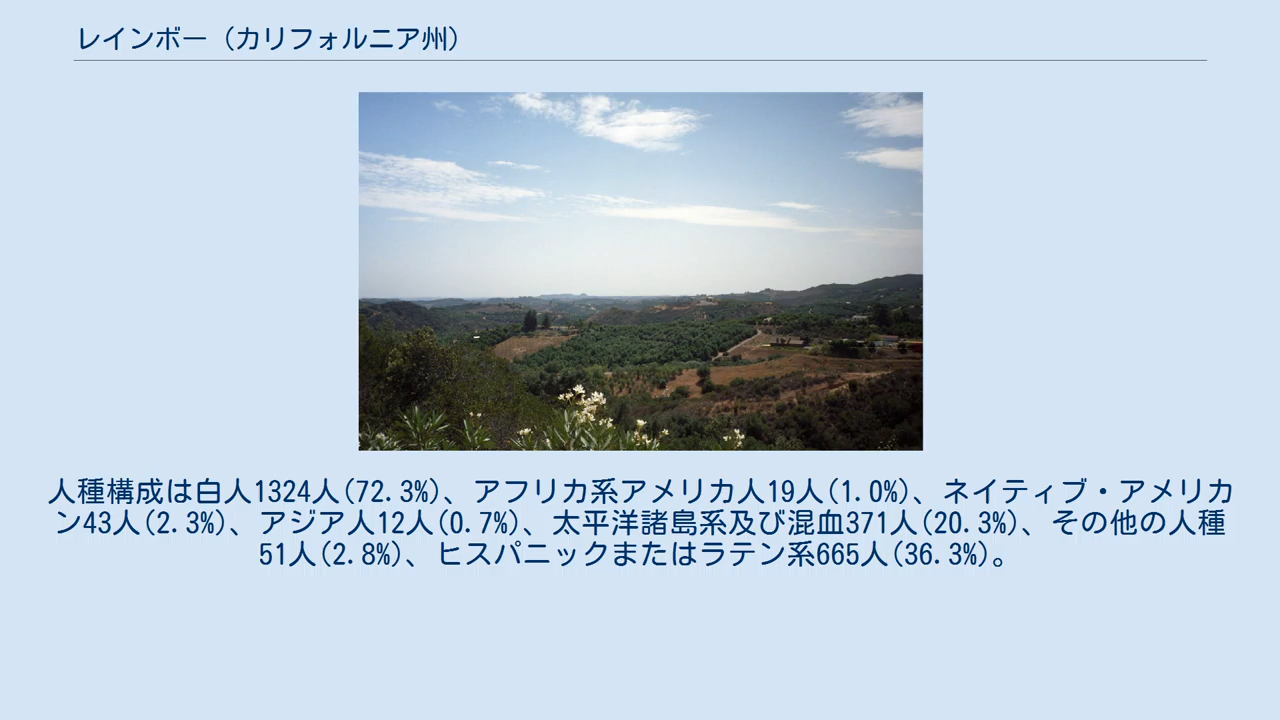 レインボー（カリフォルニア州）
人種構成は白人1324人(72.3%)、アフリカ系アメリカ人19人(1.0%)、ネイティブ・アメリカ
ン43人(2.3%)、アジア人12人(0.7%)、太平洋諸島系及び混血371人(20.3%)、その他の人種
51人(2.8%)、ヒスパニックまたはラテン系665人(36.3%)。